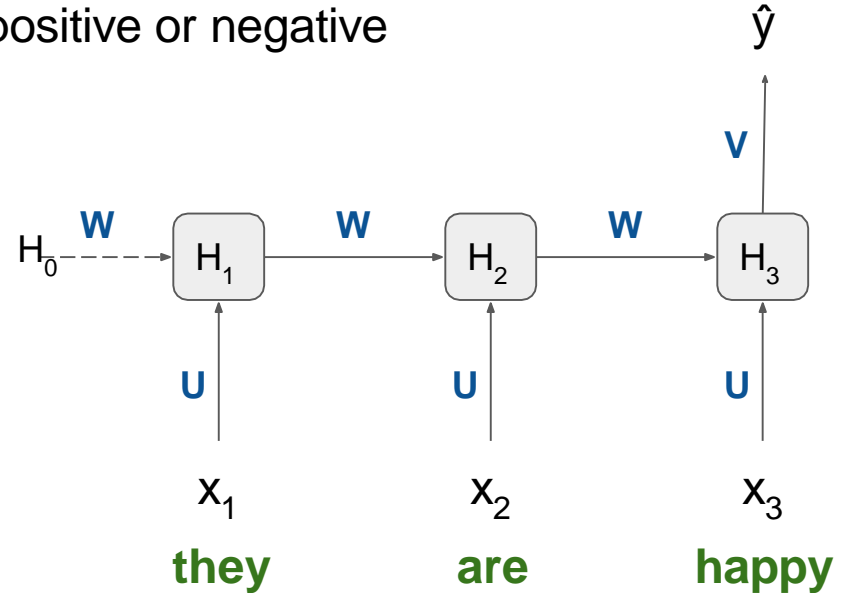 positive or negative
ŷ
V
W W W
H₀ H₁ H₂ H₃
U U U
x₁ x₂ x₃
they are happy